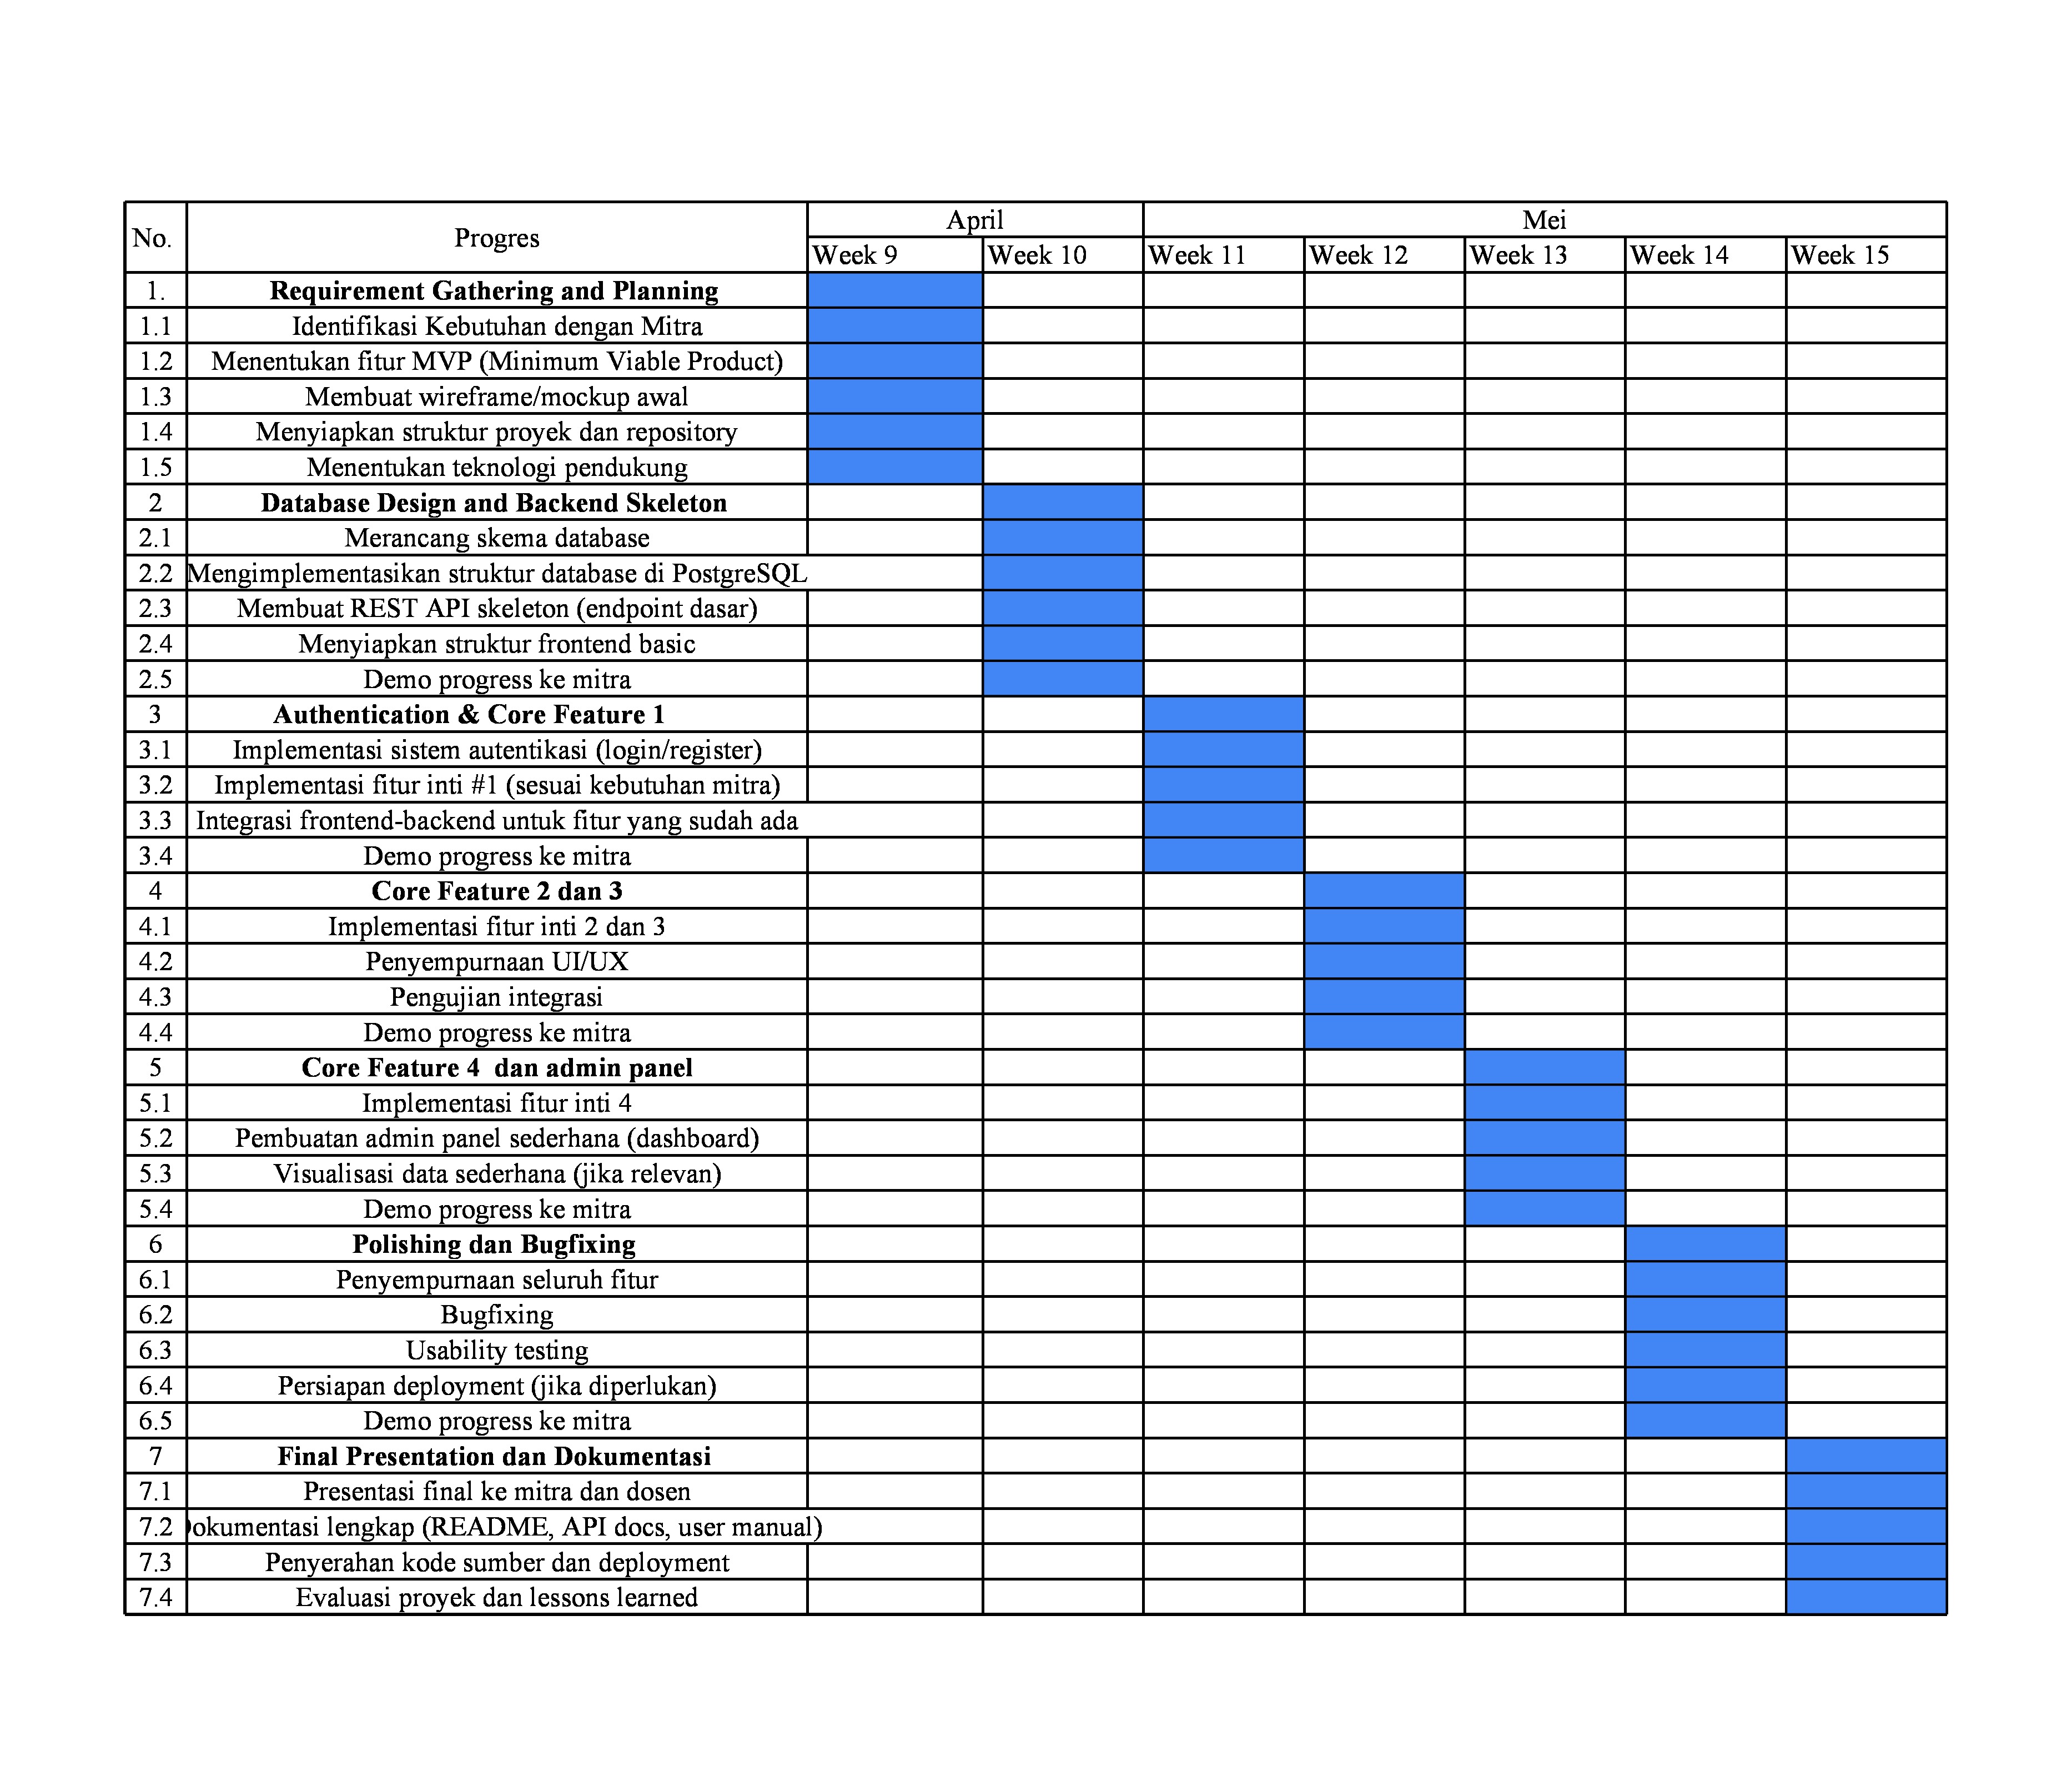 No. Progres April Mei
Week 9 Week 10 Week 11 Week 12 Week 13 Week 14 Week 15
1. Requirement Gathering and Planning
1.1 Identifikasi Kebutuhan dengan Mitra
1.2 Menentukan fitur MVP (Minimum Viable Product)
1.3 Membuat wireframe/mockup awal
1.4 Menyiapkan struktur proyek dan repository
1.5 Menentukan teknologi pendukung
2 Database Design and Backend Skeleton
2.1 Merancang skema database
2.2 Mengimplementasikan struktur database di PostgreSQL
2.3 Membuat REST API skeleton (endpoint dasar)
2.4 Menyiapkan struktur frontend basic
2.5 Demo progress ke mitra
3 Authentication & Core Feature 1
3.1 Implementasi sistem autentikasi (login/register)
3.2 Implementasi fitur inti #1 (sesuai kebutuhan mitra)
3.3 Integrasi frontend-backend untuk fitur yang sudah ada
3.4 Demo progress ke mitra
4 Core Feature 2 dan 3
4.1 Implementasi fitur inti 2 dan 3
4.2 Penyempurnaan UI/UX
4.3 Pengujian integrasi
4.4 Demo progress ke mitra
5 Core Feature 4 dan admin panel
5.1 Implementasi fitur inti 4
5.2 Pembuatan admin panel sederhana (dashboard)
5.3 Visualisasi data sederhana (jika relevan)
5.4 Demo progress ke mitra
6 Polishing dan Bugfixing
6.1 Penyempurnaan seluruh fitur
6.2 Bugfixing
6.3 Usability testing
6.4 Persiapan deployment (jika diperlukan)
6.5 Demo progress ke mitra
7 Final Presentation dan Dokumentasi
7.1 Presentasi final ke mitra dan dosen
7.2 okumentasi lengkap (README, API docs, user manual)
7.3 Penyerahan kode sumber dan deployment
7.4 Evaluasi proyek dan lessons learned